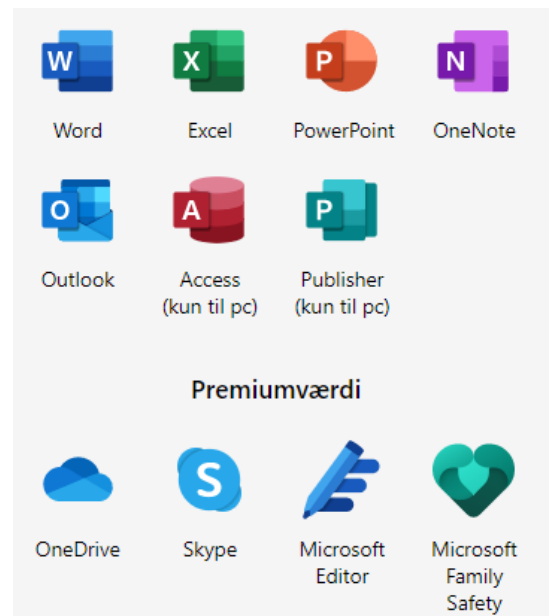 W
X
P
N
Word
Excel
PowerPoint
OneNote
O
A
P
Outlook
Access
(kun til pc)
Publisher
(kun til pc)
Premiumværdi
S
OneDrive
Skype
Microsoft
Editor
Microsoft
Family
Safety